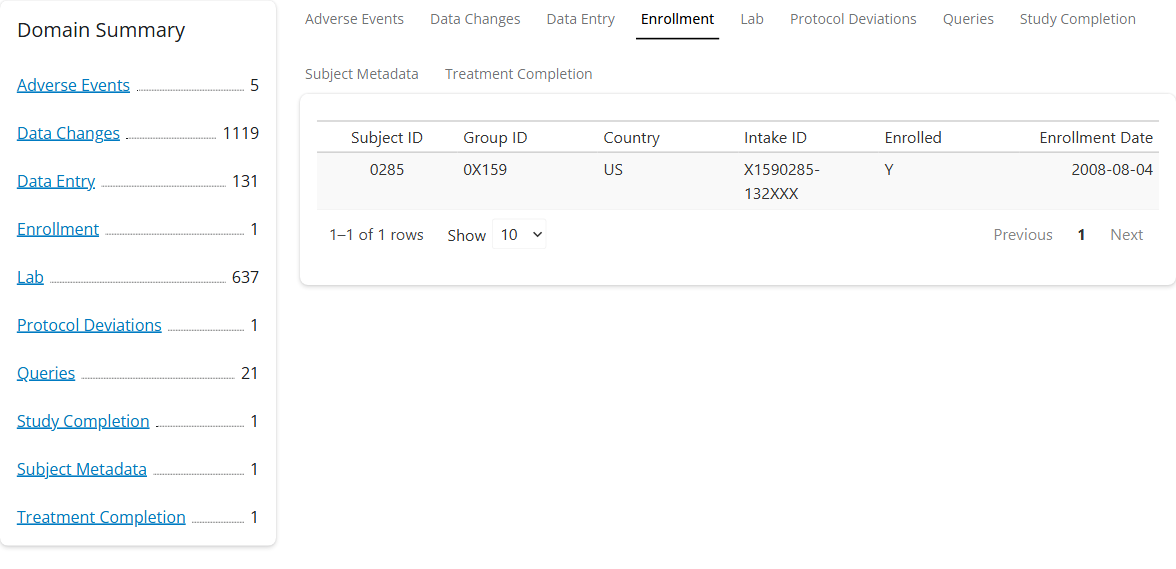 Domain Summary
Adverse Events 5
Data Changes 1119
Data Entry 131
Enrollment 1
Lab 637
Protocol Deviations 1
Queries 21
Study Completion 1
Subject Metadata 1
Treatment Completion 1
Adverse Events Data Changes Data Entry Enrollment Lab Protocol Deviations Queries Study Completion
Subject Metadata Treatment Completion
Subject ID Group ID Country Intake ID Enrolled Enrollment Date
0285 0X159 US X1590285- Y 2008-08-04
132XXX
1–1 of 1 rows Show 10 Previous 1 Next